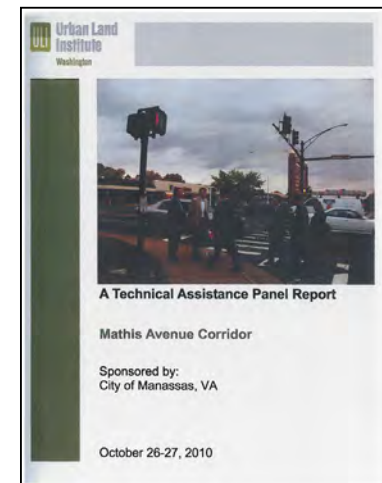 ULI Urban Land
Institute
Washington
A Technical Assistance Panel Report
Mathis Avenue Corridor
Sponsored by:
City of Manassas, VA
October 26-27, 2010